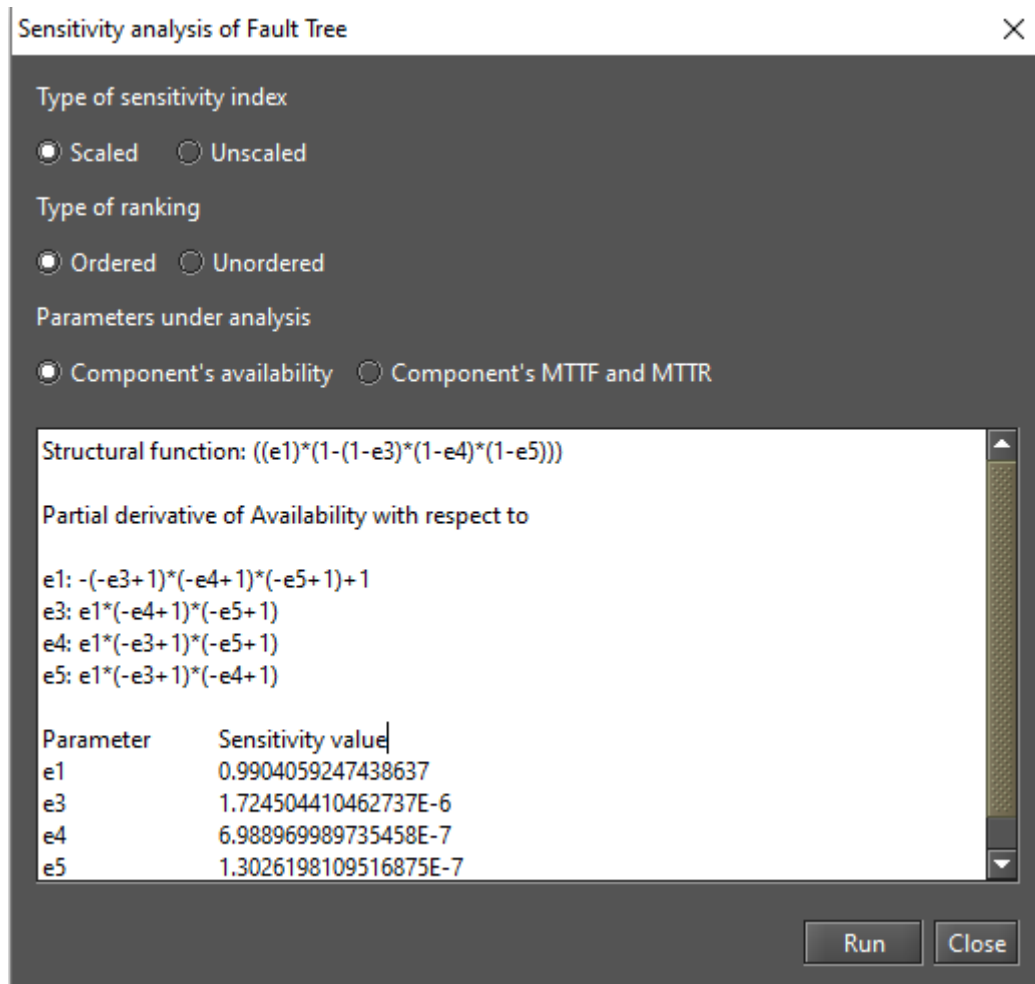 Sensitivity analysis of Fault Tree
Type of sensitivity index
Scaled Unscaled
Type of ranking
Ordered Unordered
Parameters under analysis
Component's availability Component's MTTF and MTTR
Structural function: ((e1)*(1-(1-e3)*(1-e4)*(1-e5)))
Partial derivative of Availability with respect to
e1: -(-e3+1)*(-e4+1)*(-e5+1)+1
e3: e1*(-e4+1)*(-e5+1)
e4: e1*(-e3+1)*(-e5+1)
e5: e1*(-e3+1)*(-e4+1)
Parameter Sensitivity value
e1 0.9904059247438637
e3 1.724504410462737E-6
e4 6.988969989735458E-7
e5 1.3026198109516875E-7
Run Close